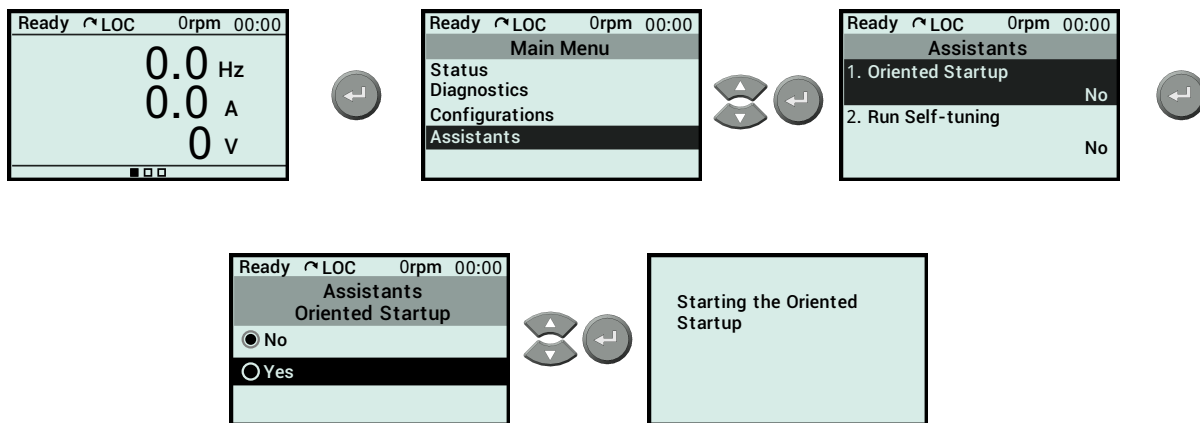 Ready LOC 0rpm 00:00
0.0 Hz
0.0 A
0 V
Ready LOC 0rpm 00:00
Main Menu
Status
Diagnostics
Configurations
Assistants
Ready LOC 0rpm 00:00
Assistants
1. Oriented Startup
No
2. Run Self-tuning
No
Ready LOC 0rpm 00:00
Assistants
Oriented Startup
No
Yes
Starting the Oriented
Startup